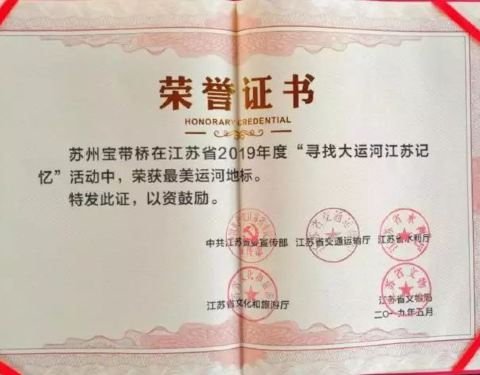 荣誉证书
HONORARY CREDENTIAL
苏州宝带桥在江苏省2019年度“寻找大运河江苏记
忆”活动中，荣获最美运河地标。
特发此证，以资鼓励。
中共江苏省委宣传部 江苏省交通运输厅 江苏省水利厅
江苏省文化和旅游厅 江苏省文物局
二〇一九年五月